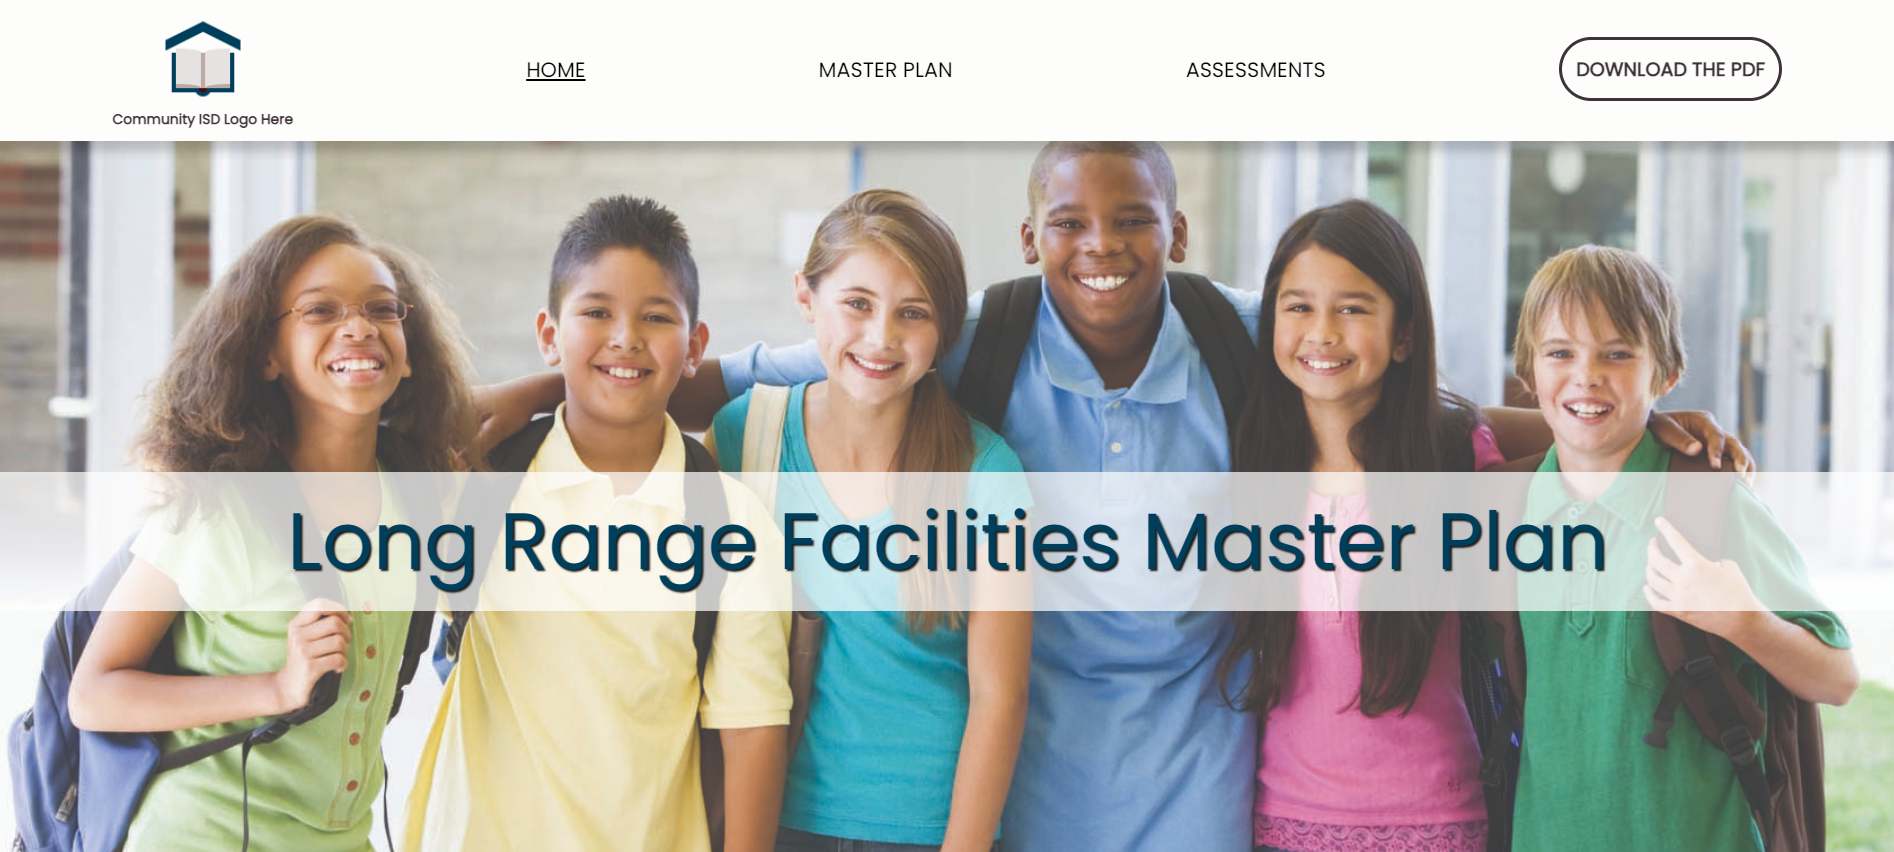 Community ISD Logo Here
HOME
MASTER PLAN
ASSESSMENTS
DOWNLOAD THE PDF
Long Range Facilities Master Plan